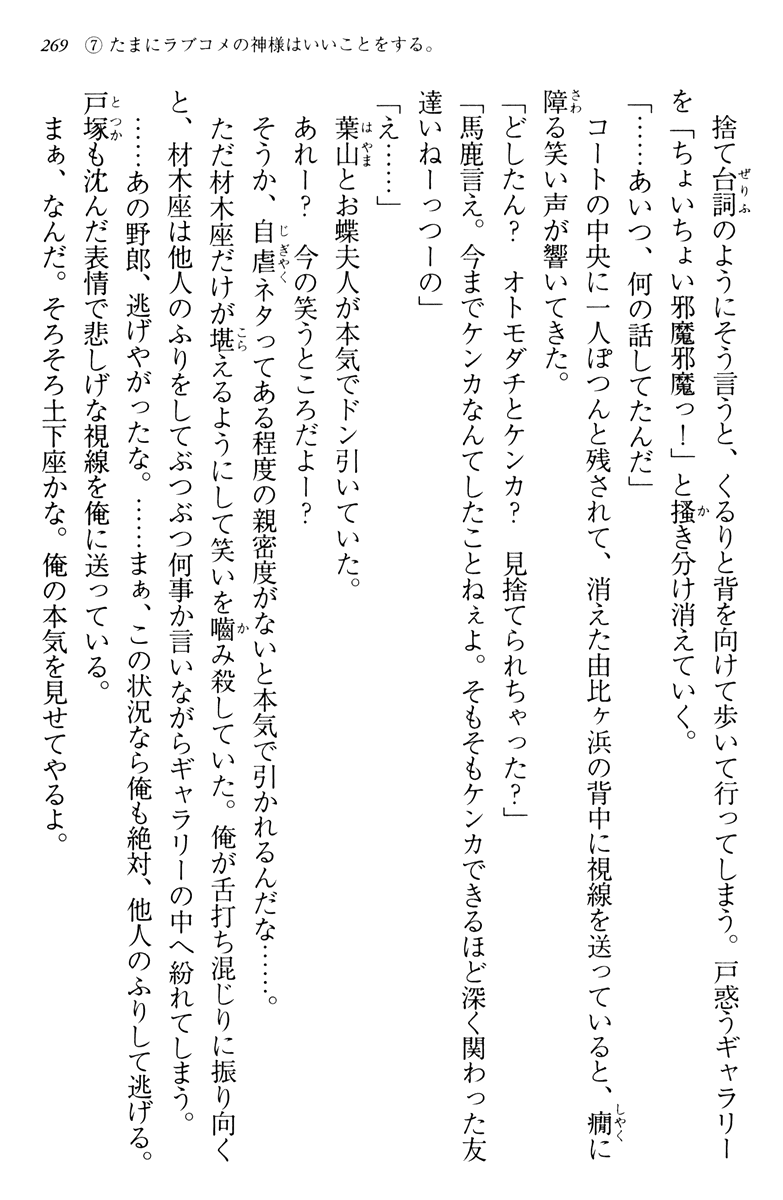 269 ⑦ たまにラブコメの神様はいいことをする。
捨て台詞のようにそう言うと、くるりと背を向けて歩いて行ってしまう。戸惑うギャラリー
を「ちょいちょい邪魔邪魔っ！」と掻き分け消えていく。
「……あいつ、何の話してたんだ」
コートの中央に一人ぽつんと残されて、消えた由比ヶ浜の背中に視線を送っていると、癇に
障る笑い声が響いてきた。
「どしたん？　オトモダチとケンカ？　見捨てられちゃった？」
「馬鹿言え。今までケンカなんてしたことねぇよ。そもそもケンカできるほど深く関わった友
達いねーっつーの」
「え……」
葉山とお蝶夫人が本気でドン引いていた。
あれー？　今の笑うところだよー？
そうか、自虐ネタってある程度の親密度がないと本気で引かれるんだな……。
ただ材木座だけが堪えるようにして笑いを嚙み殺していた。俺が舌打ち混じりに振り向く
と、材木座は他人のふりをしてぶつぶつ何事か言いながらギャラリーの中へ紛れてしまう。
……あの野郎、逃げやがったな。……まぁ、この状況なら俺も絶対、他人のふりして逃げる。
戸塚も沈んだ表情で悲しげな視線を俺に送っている。
まぁ、なんだ。そろそろ土下座かな。俺の本気を見せてやるよ。